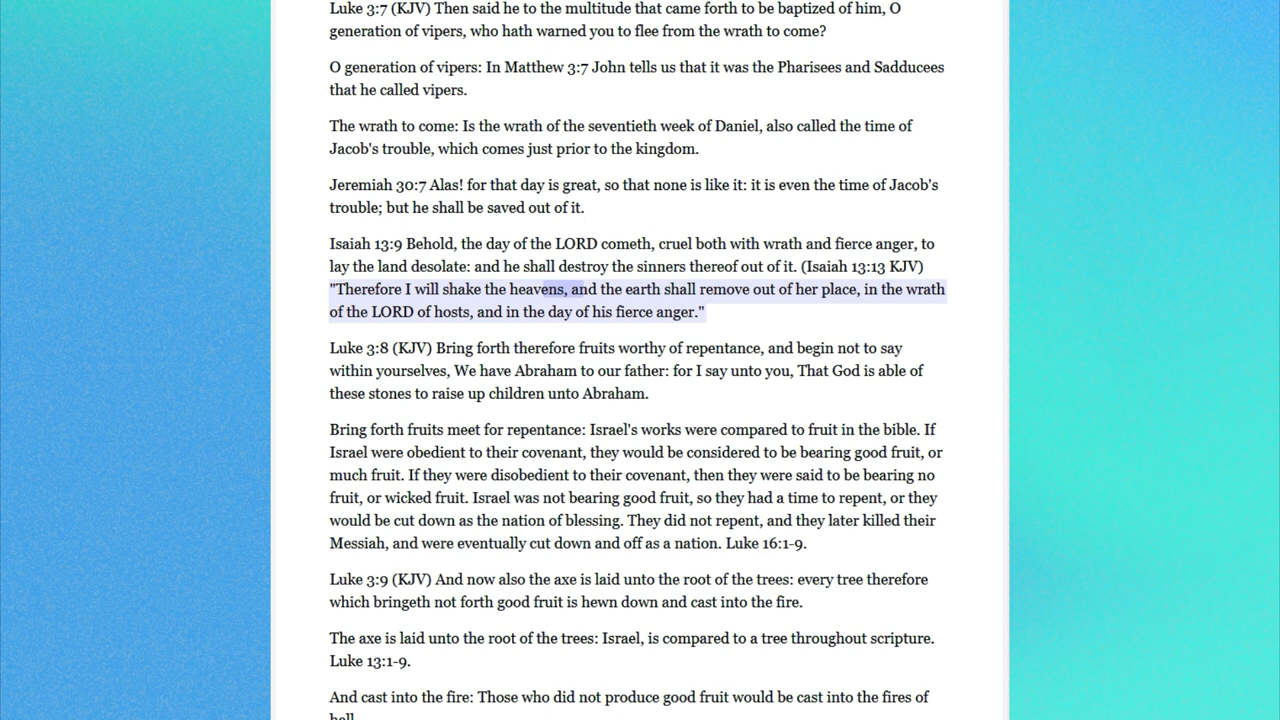 Luke 3:7 (KJV) Then said he to the multitude that came forth to be baptized of him, O
generation of vipers, who hath warned you to flee from the wrath to come?
O generation of vipers: In Matthew 3:7 John tells us that it was the Pharisees and Sadducees
that he called vipers.
The wrath to come: Is the wrath of the seventieth week of Daniel, also called the time of
Jacob's trouble, which comes just prior to the kingdom.
Jeremiah 30:7 Alas! for that day is great, so that none is like it: it is even the time of Jacob's
trouble; but he shall be saved out of it.
Isaiah 13:9 Behold, the day of the LORD cometh, cruel both with wrath and fierce anger, to
lay the land desolate: and he shall destroy the sinners thereof out of it. (Isaiah 13:13 KJV)
"Therefore I will shake the heavens, and the earth shall remove out of her place, in the wrath
of the LORD of hosts, and in the day of his fierce anger."
Luke 3:8 (KJV) Bring forth therefore fruits worthy of repentance, and begin not to say
within yourselves, We have Abraham to our father: for I say unto you, That God is able of
these stones to raise up children unto Abraham.
Bring forth fruits meet for repentance: Israel's works were compared to fruit in the bible. If
Israel were obedient to their covenant, they would be considered to be bearing good fruit, or
much fruit. If they were disobedient to their covenant, then they were said to be bearing no
fruit, or wicked fruit. Israel was not bearing good fruit, so they had a time to repent, or they
would be cut down as the nation of blessing. They did not repent, and they later killed their
Messiah, and were eventually cut down and off as a nation. Luke 16:1-9.
Luke 3:9 (KJV) And now also the axe is laid unto the root of the trees: every tree therefore
which bringeth not forth good fruit is hewn down and cast into the fire.
The axe is laid unto the root of the trees: Israel, is compared to a tree throughout scripture.
Luke 13:1-9.
And cast into the fire: Those who did not produce good fruit would be cast into the fires of
hell.